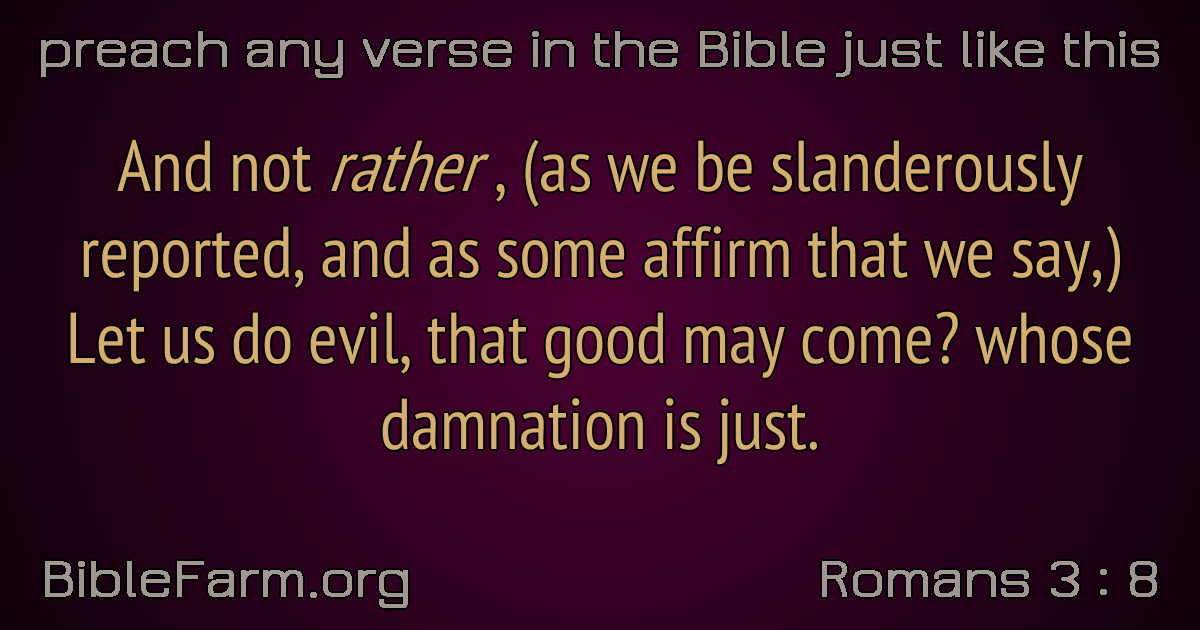 preach any verse in the Bible just like this
And not rather , (as we be slanderously
reported, and as some affirm that we say,)
Let us do evil, that good may come? whose
damnation is just.
BibleFarm.org
Romans 3 : 8